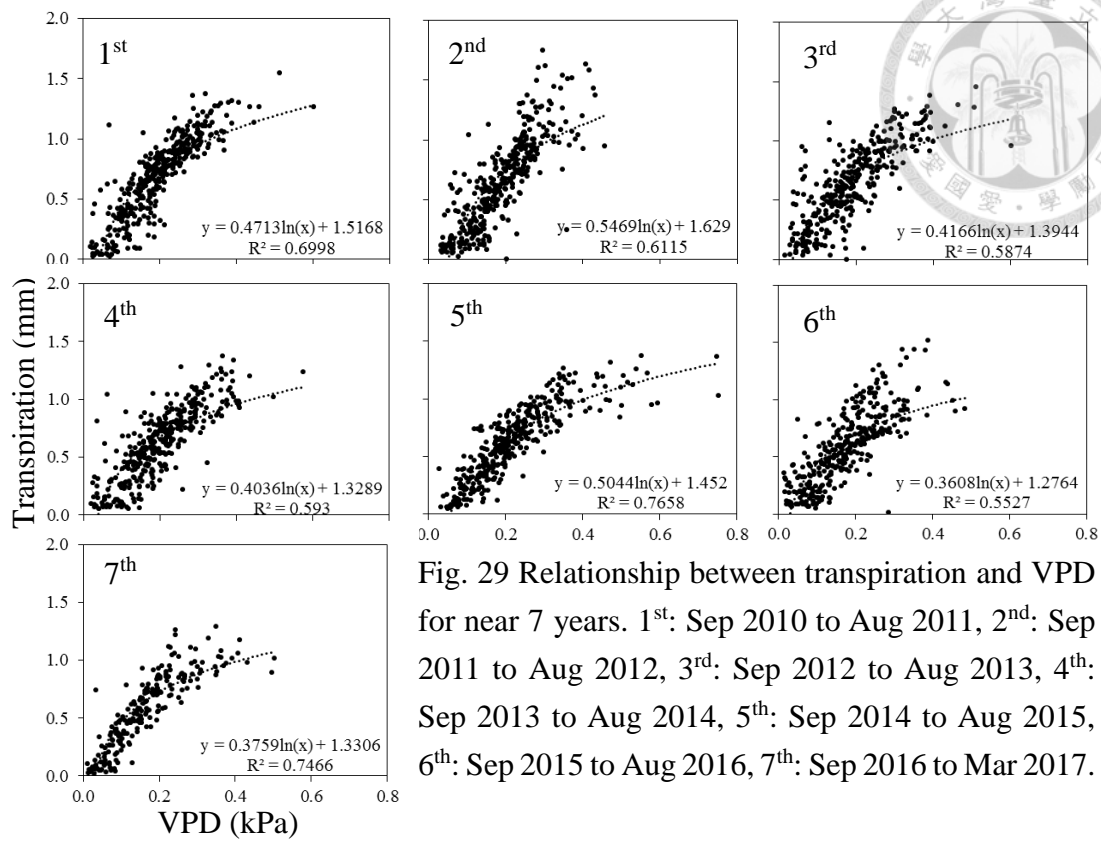 2.0
1.5
1.0
0.5
0.0
1st
y = 0.4713ln(x) + 1.5168
R² = 0.6998
2nd
y = 0.5469ln(x) + 1.629
R² = 0.6115
3rd
y = 0.4166ln(x) + 1.3944
R² = 0.5874
Transpiration (mm)
2.0
1.5
1.0
0.5
0.0
4th
y = 0.4036ln(x) + 1.3289
R² = 0.593
5th
y = 0.5044ln(x) + 1.452
R² = 0.7658
0.0 0.2 0.4 0.6 0.8
6th
y = 0.3608ln(x) + 1.2764
R² = 0.5527
0.0 0.2 0.4 0.6 0.8
2.0
1.5
1.0
0.5
0.0
7th
y = 0.3759ln(x) + 1.3306
R² = 0.7466
0.0 0.2 0.4 0.6 0.8
VPD (kPa)
Fig. 29 Relationship between transpiration and VPD
for near 7 years. 1st: Sep 2010 to Aug 2011, 2nd: Sep
2011 to Aug 2012, 3rd: Sep 2012 to Aug 2013, 4th:
Sep 2013 to Aug 2014, 5th: Sep 2014 to Aug 2015,
6th: Sep 2015 to Aug 2016, 7th: Sep 2016 to Mar 2017.
大灣臺
學
愛國愛學勵